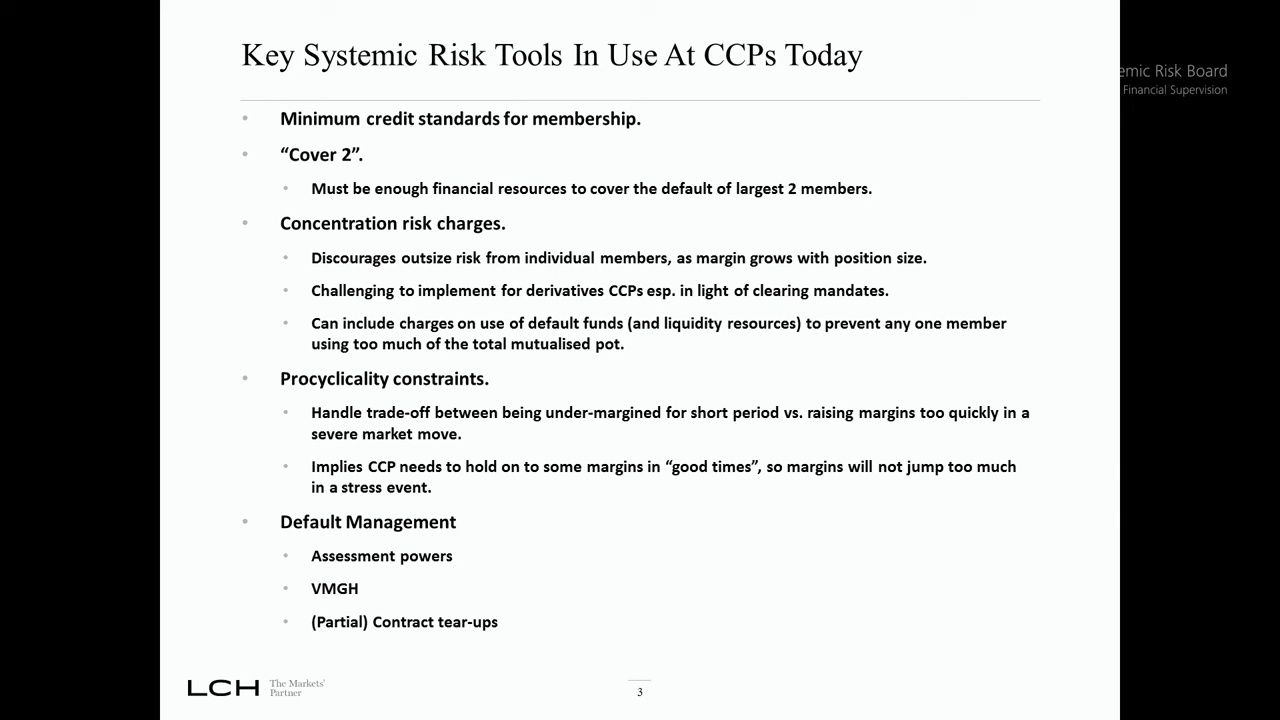 Key Systemic Risk Tools In Use At CCPs Today
emic Risk Board
Financial Supervision
• Minimum credit standards for membership.
• “Cover 2”.
• Must be enough financial resources to cover the default of largest 2 members.
• Concentration risk charges.
• Discourages outsize risk from individual members, as margin grows with position size.
• Challenging to implement for derivatives CCPs esp. in light of clearing mandates.
• Can include charges on use of default funds (and liquidity resources) to prevent any one member
using too much of the total mutualised pot.
• Procyclicality constraints.
• Handle trade-off between being under-margined for short period vs. raising margins too quickly in a
severe market move.
• Implies CCP needs to hold on to some margins in “good times”, so margins will not jump too much
in a stress event.
• Default Management
• Assessment powers
• VMGH
• (Partial) Contract tear-ups
LCH
The Markets’
Partner
3